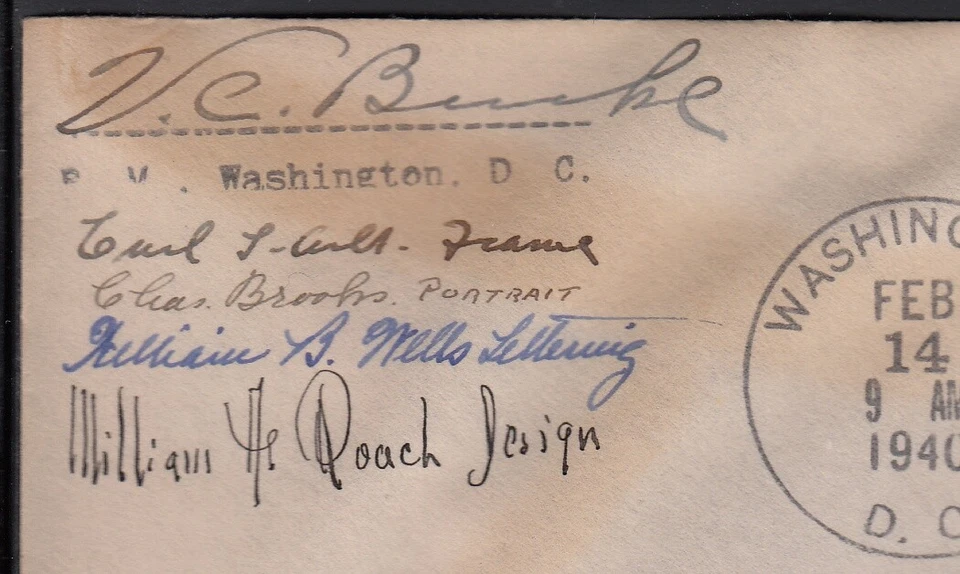 V.C. Burke
P M. Washington. D C.
Carl T. Arlt. Frame
Chas. Brooks. PORTRAIT
William B. Wells Lettering
William A Roach Design
WASHING
FEB
14
9 AM
1940
D. C